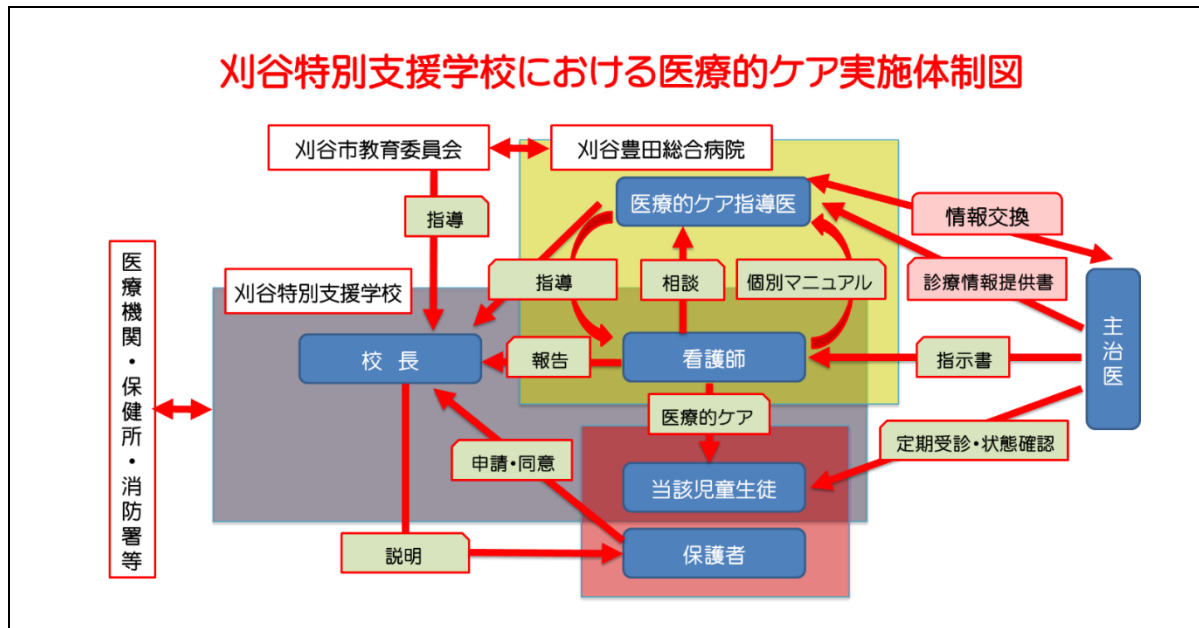 刈谷特別支援学校における医療的ケア実施体制図
刈谷市教育委員会
刈谷豊田総合病院
医療的ケア指導医
情報交換
指導
医療機関・保健所・消防署等
刈谷特別支援学校
指導
相談
個別マニュアル
診療情報提供書
主治医
校長
報告
看護師
指示書
医療的ケア
申請・同意
定期受診・状態確認
当該児童生徒
説明
保護者